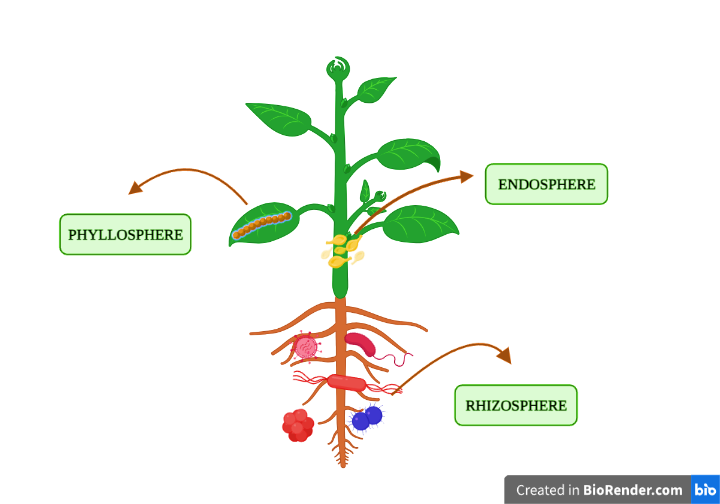 ENDOSPHERE
PHYLLOSPHERE
RHIZOSPHERE
Created in BioRender.com bio